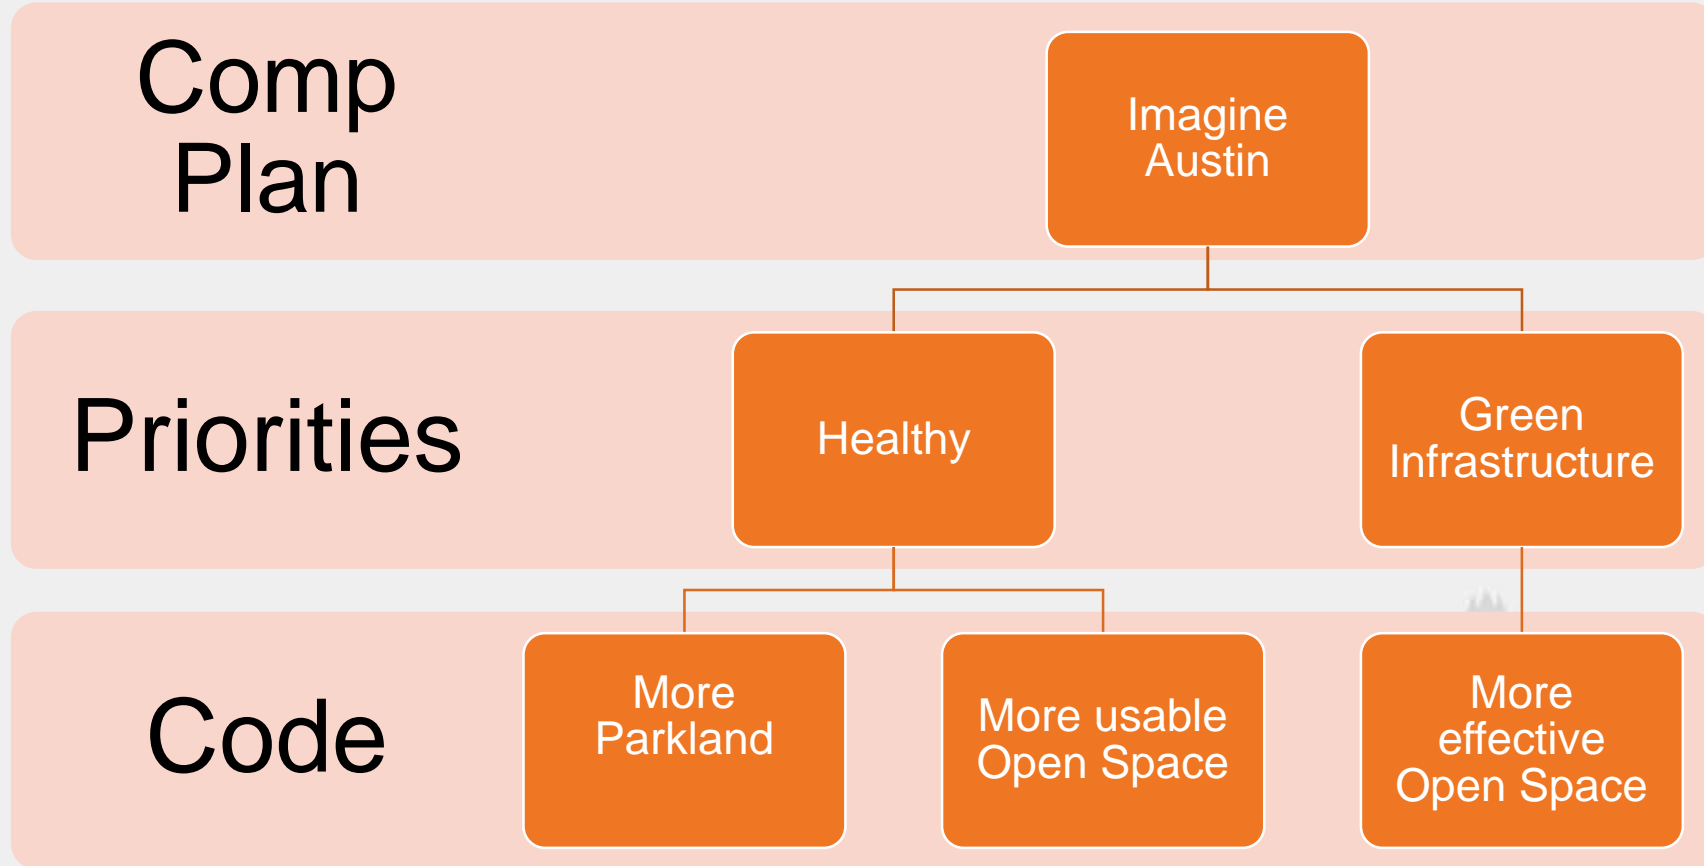 Comp
Plan
Imagine
Austin
Priorities
Healthy
Green
Infrastructure
Code
More
Parkland
More usable
Open Space
More
effective
Open Space